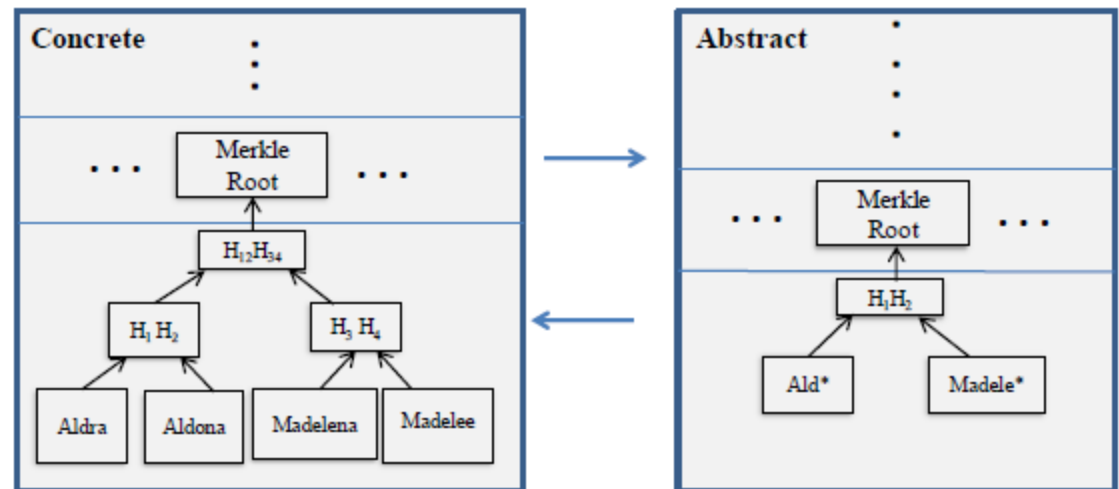 Concrete
Merkle
Root
. . .
. . .
H₁₂H₃₄
H₁ H₂
H₃ H₄
Aldra
Aldona
Madelena
Madelee
Abstract
Merkle
Root
. . .
. . .
H₁H₂
Ald*
Madele*